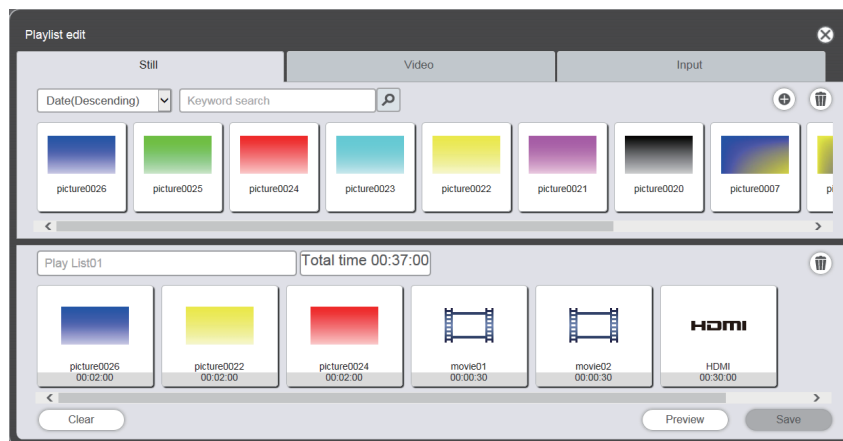 Playlist edit
Still
Video
Input
Date(Descending)
Keyword search
picture0026
picture0025
picture0024
picture0023
picture0022
picture0021
picture0020
picture0007
Play List01
Total time 00:37:00
picture0026
00:02:00
picture0022
00:02:00
picture0024
00:02:00
movie01
00:00:30
movie02
00:00:30
HDMI
HDMI
00:30:00
Clear
Preview
Save